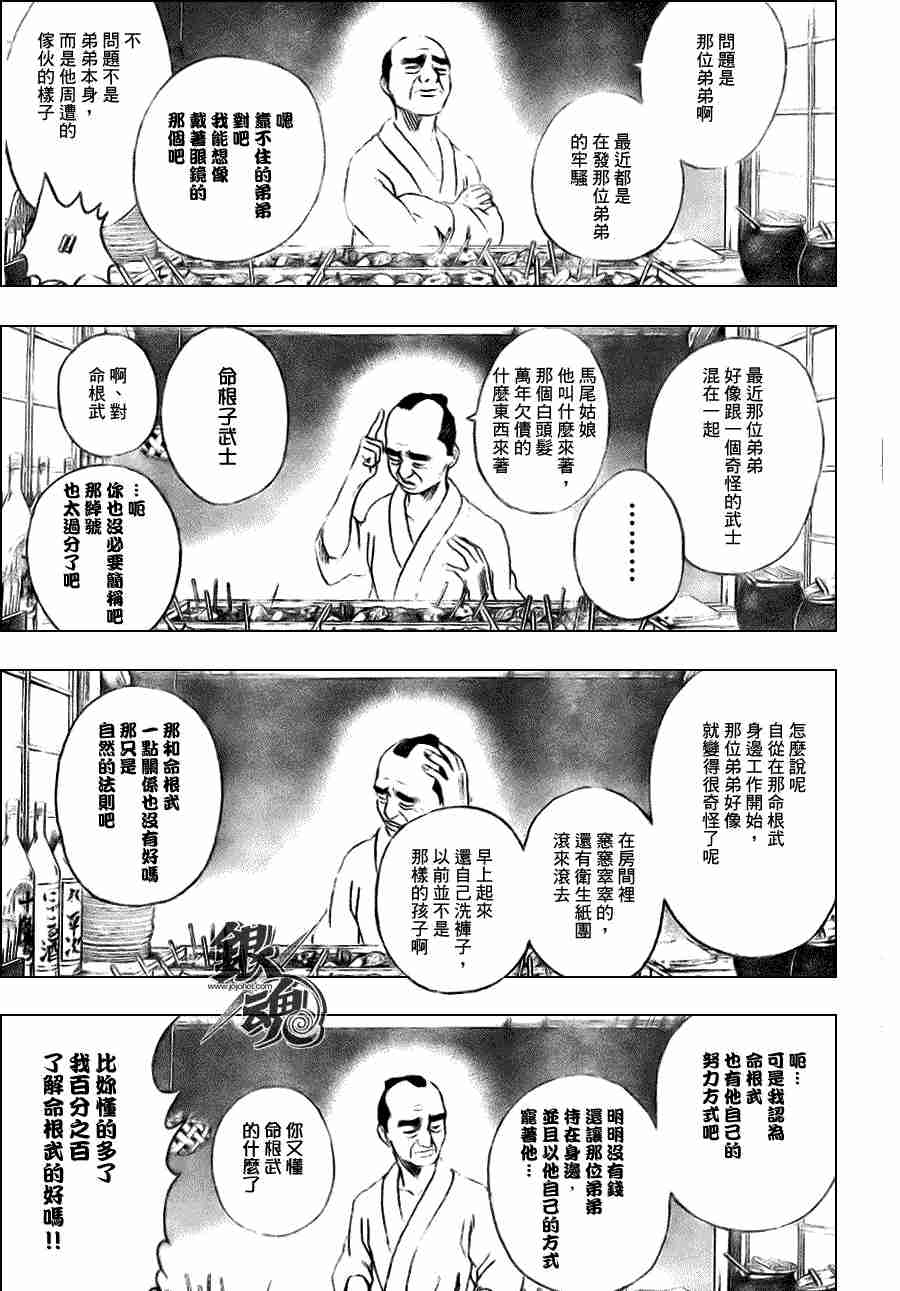 問題是
那位弟弟啊
最近都是
在發那位弟弟
的牢騷
嗯
靠不住的弟弟
對吧
我能想像
戴著眼鏡的
那個吧
不
問題不是
弟弟本身，
而是他周遭的
傢伙的樣子
最近那位弟弟
好像跟一個奇怪的武士
混在一起
………
馬尾姑娘
他叫什麼來著，
那個白頭髮
萬年欠債的
什麼東西來著
命根子武士
啊、對
命根武
…呃
你也沒必要簡稱吧
那綽號
也太過分了吧
怎麼說呢
自從在那命根武
身邊工作開始，
那位弟弟好像
就變得很奇怪了呢
在房間裡
窸窸窣窣的，
還有衛生紙團
滾來滾去
早上起來
還自己洗褲子，
以前並不是
那樣的孩子啊
那和命根武
一點關係也沒有好嗎
那只是
自然的法則吧
銀魂
www.jojohot.com
呃…
可是我認為
命根武
也有他自己的
努力方式吧
明明沒有錢
還讓那位弟弟
待在身邊，
並且以他自己的方式
寵著他…
你又懂
命根武
的什麼了
比妳懂的多了
我百分之百
了解命根武的好嗎!!